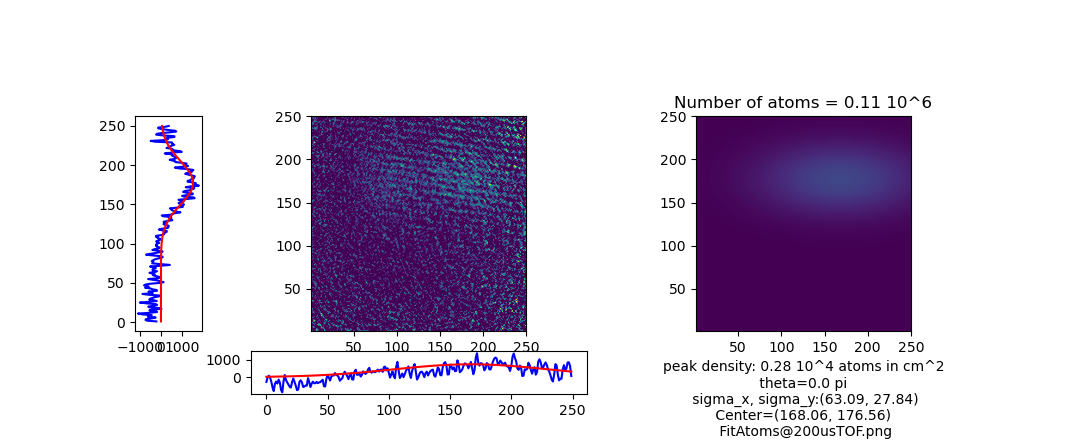 Number of atoms = 0.11 10^6
250
200
150
100
50
0
−1000 0 1000
250
200
150
100
50
50 100 150 200 250
250
200
150
100
50
50 100 150 200 250
1000
0
0 50 100 150 200 250
peak density: 0.28 10^4 atoms in cm^2
theta=0.0 pi
sigma_x, sigma_y:(63.09, 27.84)
Center=(168.06, 176.56)
FitAtoms@200usTOF.png